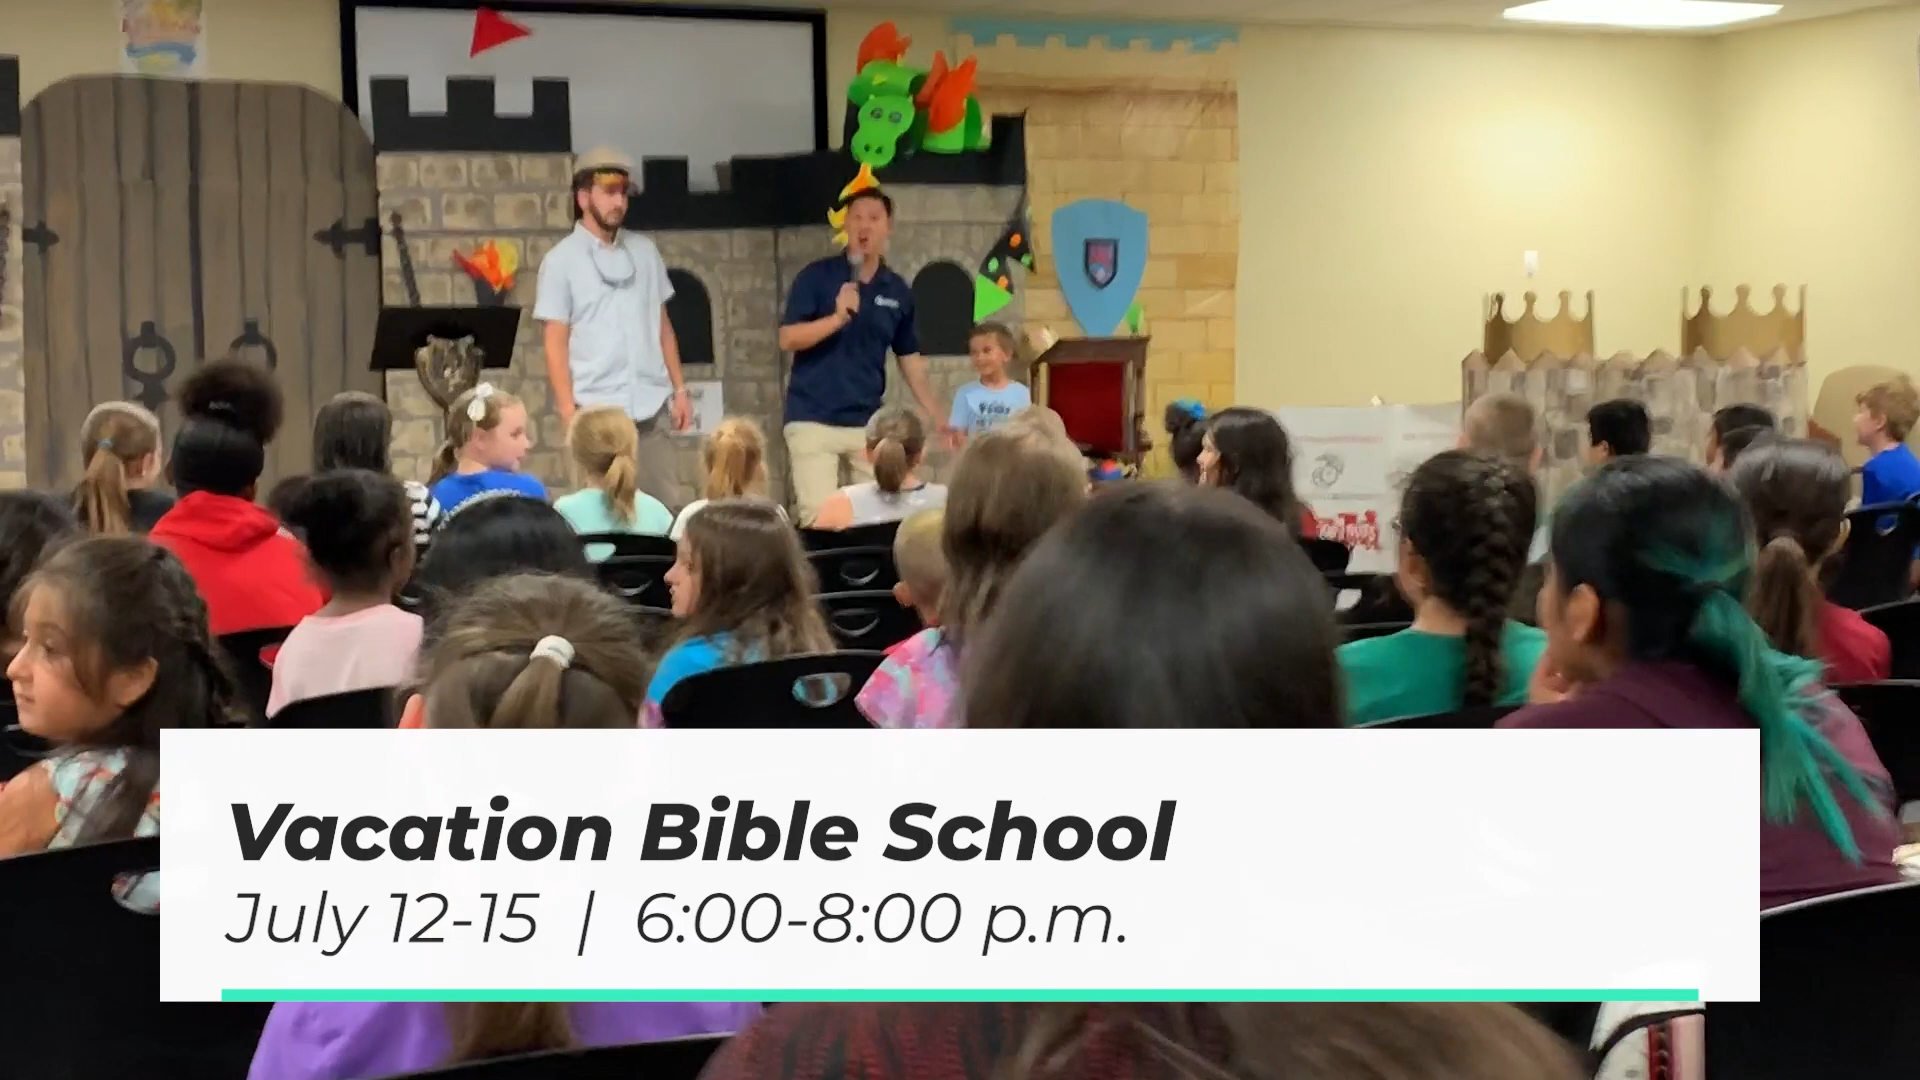 Vacation Bible School
July 12-15 | 6:00-8:00 p.m.